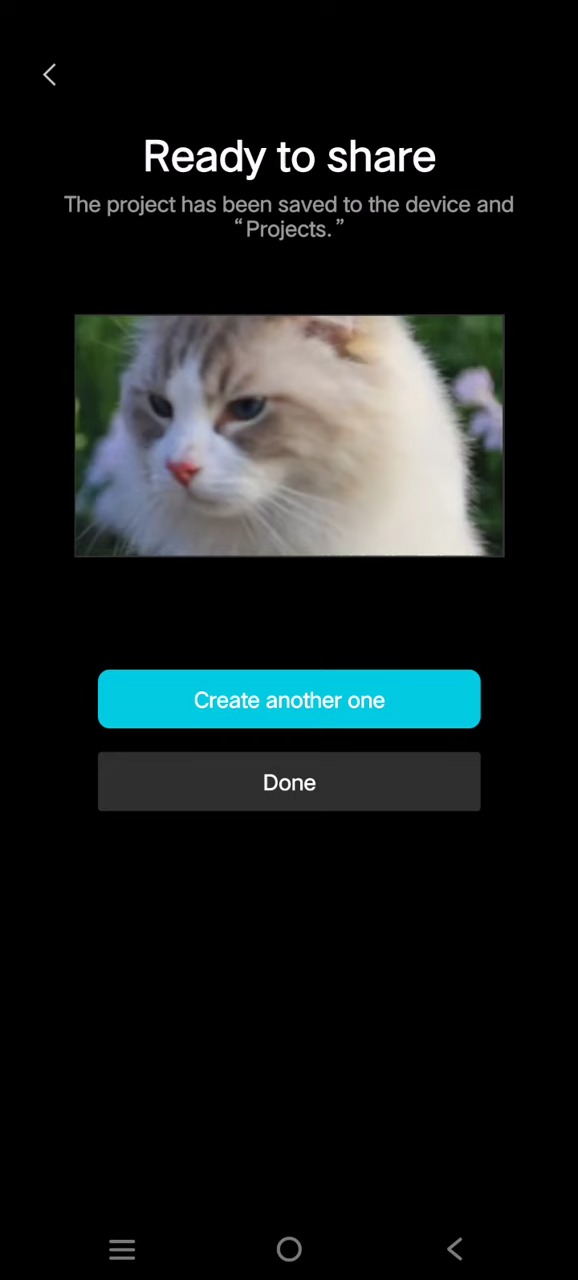 Ready to share
The project has been saved to the device and
“Projects.”
Create another one
Done